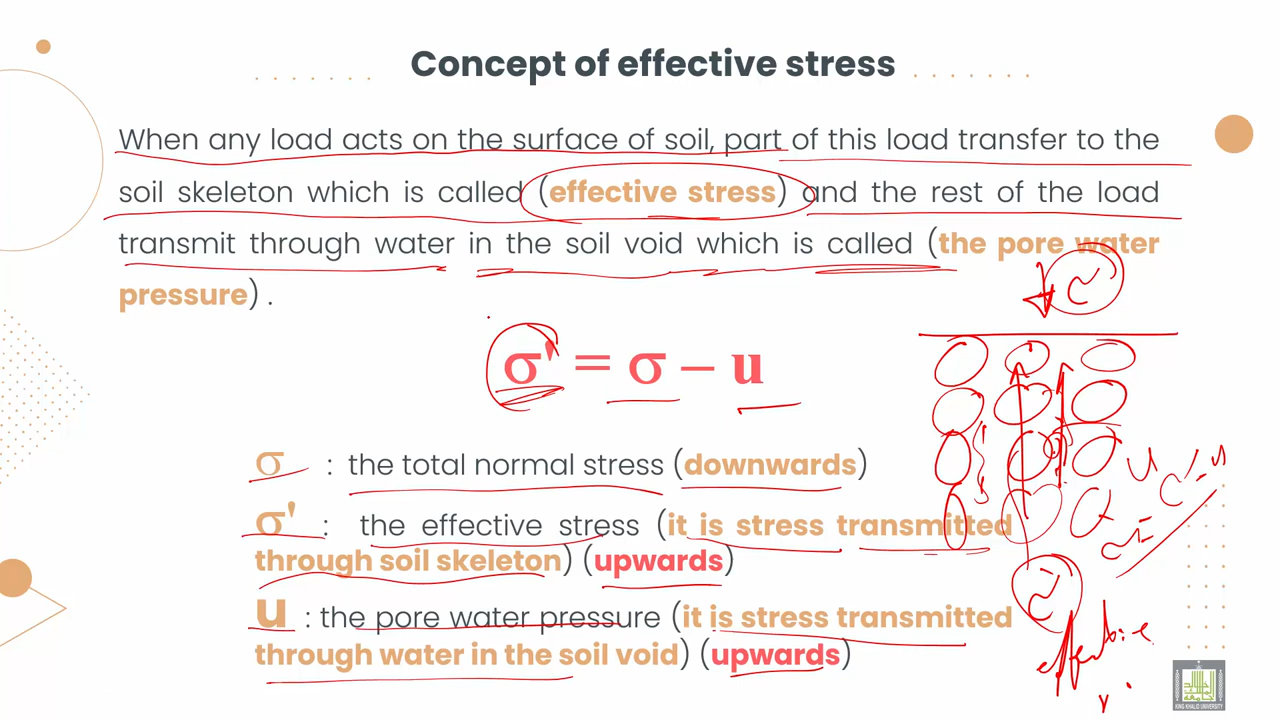 Concept of effective stress
When any load acts on the surface of soil, part of this load transfer to the
soil skeleton which is called (effective stress) and the rest of the load
transmit through water in the soil void which is called (the pore water
pressure) .
σ' = σ – u
σ : the total normal stress (downwards)
σ' : the effective stress (it is stress transmitted
through soil skeleton) (upwards)
u : the pore water pressure (it is stress transmitted
through water in the soil void) (upwards)
u
effective
KING KHALID UNIVERSITY